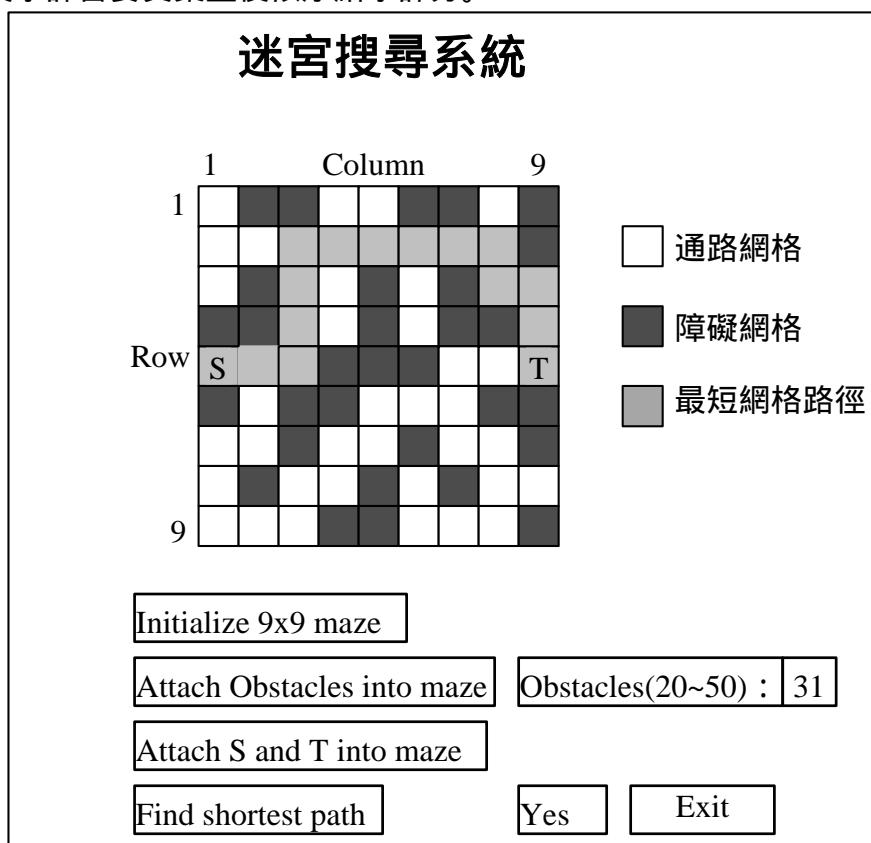 迷宮搜尋系統
1 Column 9
1
通路網格
障礙網格
Row S T
最短網格路徑
9
Initialize 9x9 maze
Attach Obstacles into maze Obstacles(20~50)： 31
Attach S and T into maze
Find shortest path Yes Exit